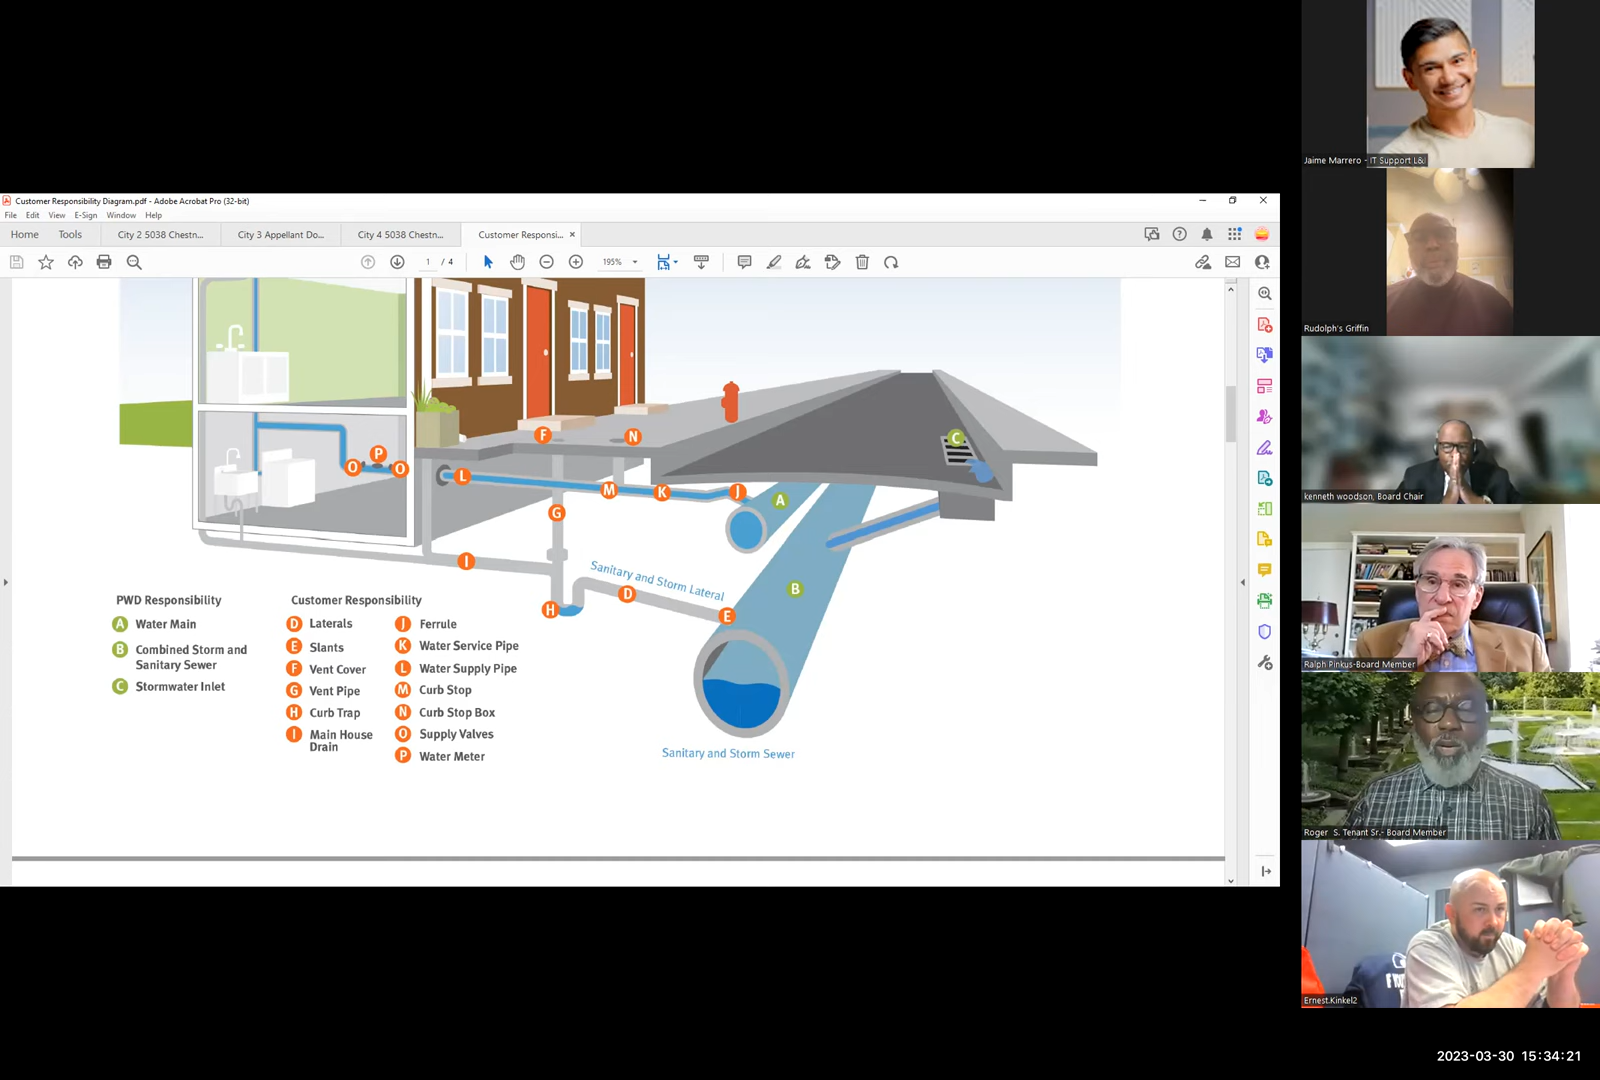 Customer Responsibility Diagram.pdf - Adobe Acrobat Pro (32-bit)
File Edit View E-Sign Window Help
Home Tools City 2 5038 Chestn... City 3 Appellant Do... City 4 5038 Chestn... Customer Responsi... ×
1 / 4 195%
F N
C
O P O
L M K J A
G
I
Sanitary and Storm Lateral
H D E B
PWD Responsibility
A Water Main
B Combined Storm and
Sanitary Sewer
C Stormwater Inlet
Customer Responsibility
D Laterals
E Slants
F Vent Cover
G Vent Pipe
H Curb Trap
I Main House
Drain
J Ferrule
K Water Service Pipe
L Water Supply Pipe
M Curb Stop
N Curb Stop Box
O Supply Valves
P Water Meter
Sanitary and Storm Sewer
Jaime Marrero - IT Support L&I
Rudolph's Griffin
kenneth woodson, Board Chair
Ralph Pinkus-Board Member
Roger S. Tenant Sr.- Board Member
Ernest.Kinkel2
2023-03-30 15:34:21